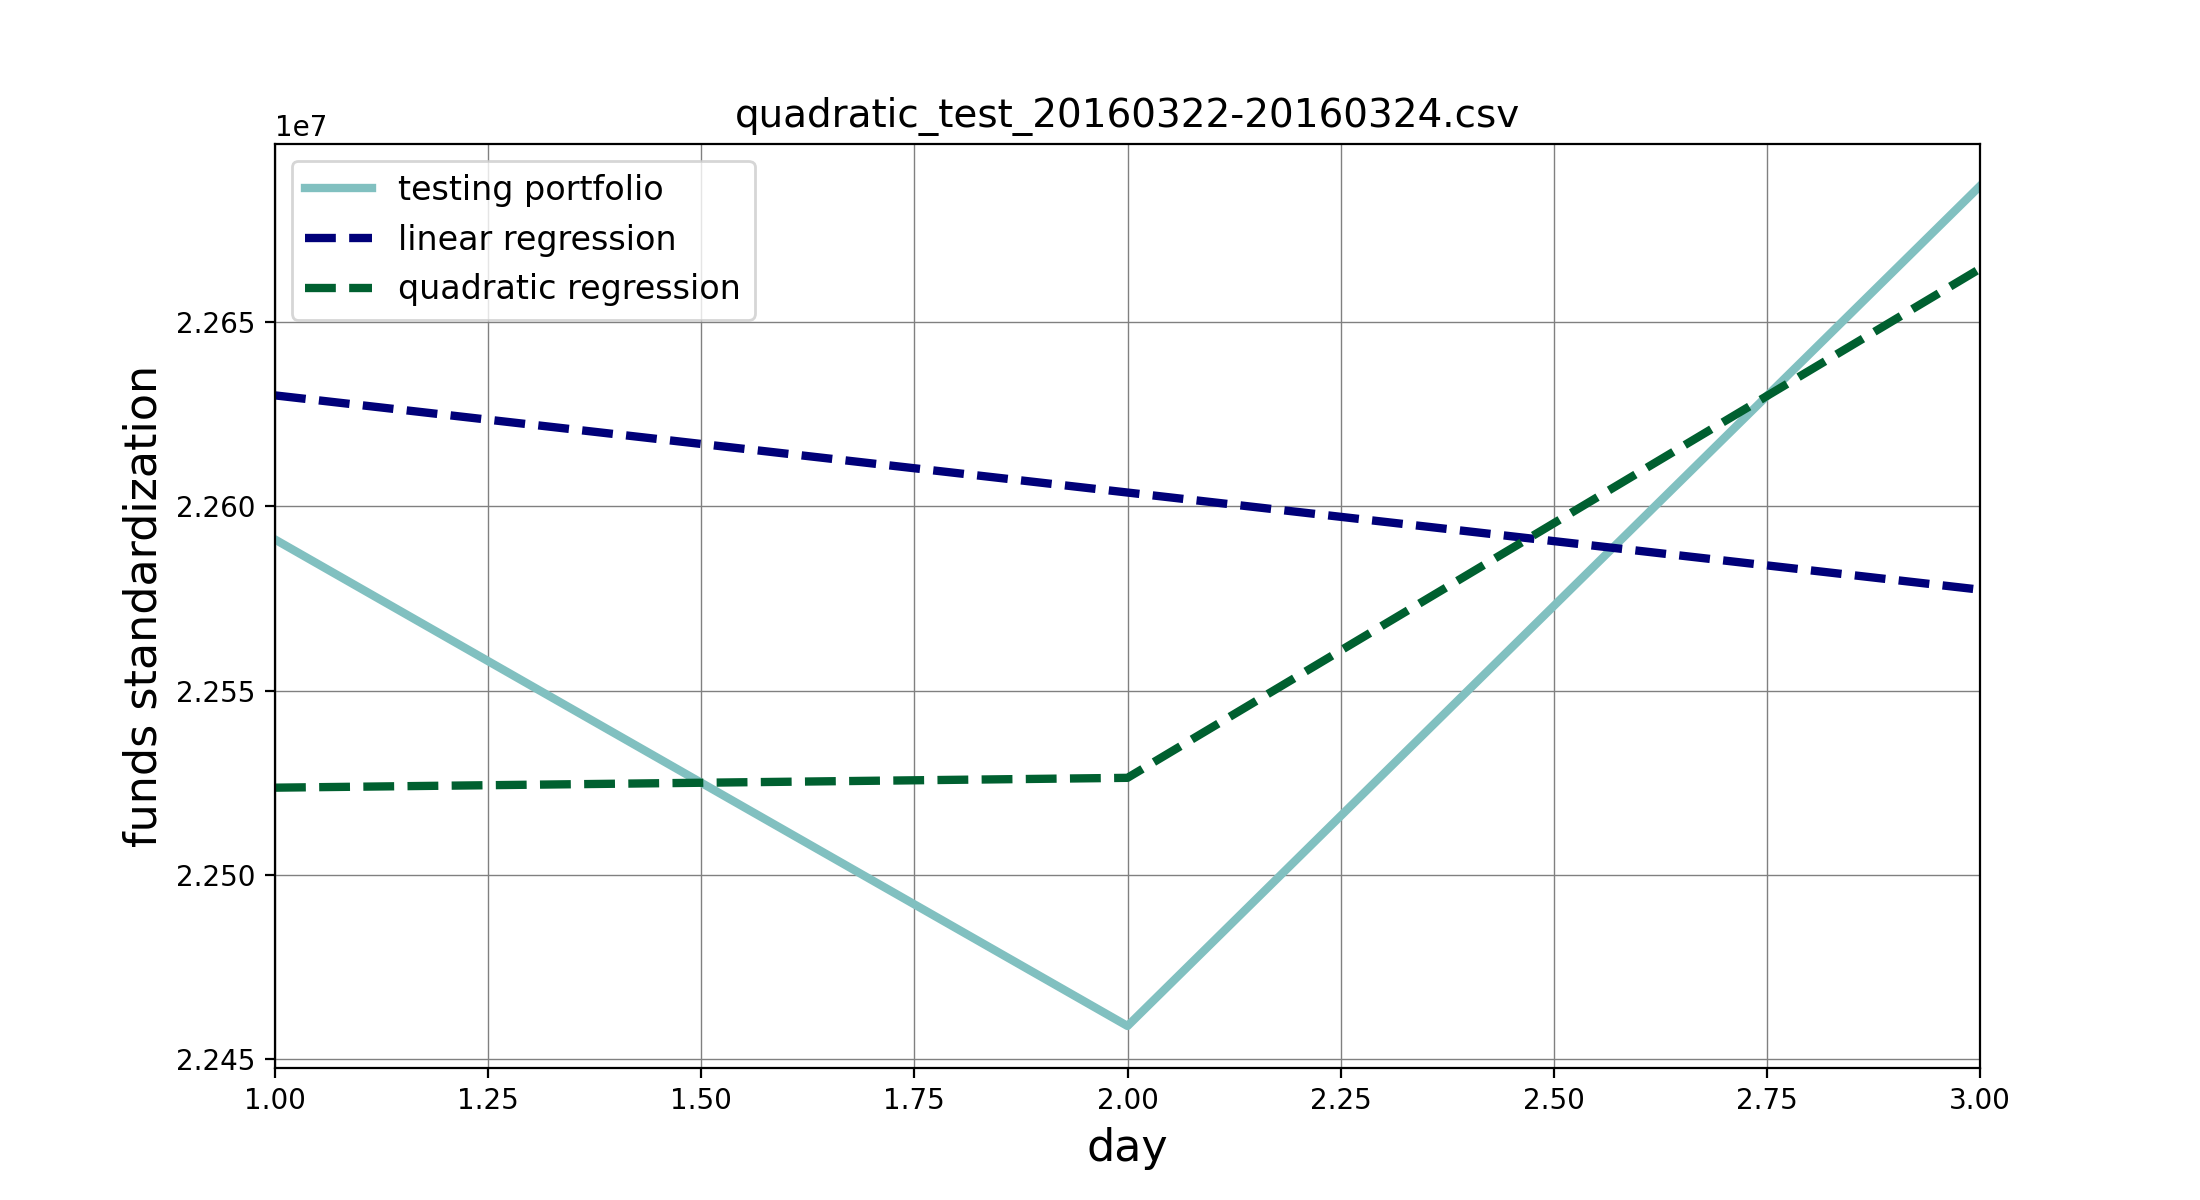 quadratic_test_20160322-20160324.csv
1e7
testing portfolio
linear regression
quadratic regression
funds standardization
2.265
2.260
2.255
2.250
2.245
1.00 1.25 1.50 1.75 2.00 2.25 2.50 2.75 3.00
day